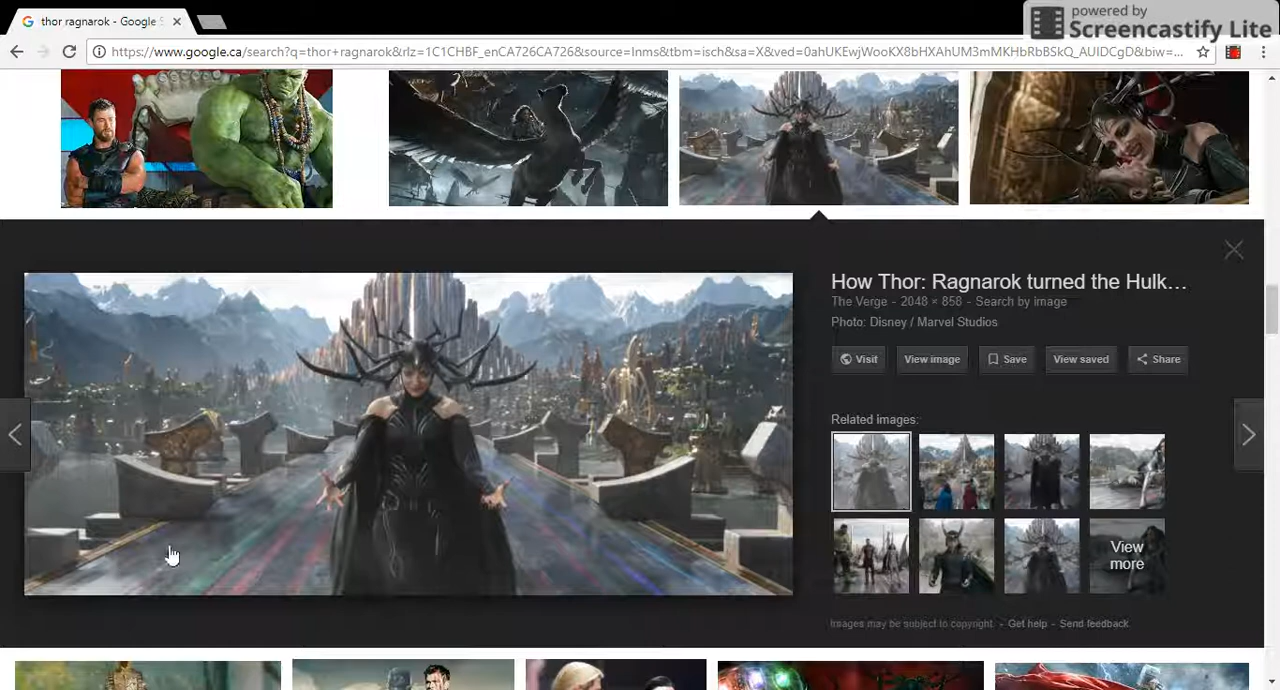 powered by
Screencastify Lite
thor ragnarok - Google S
https://www.google.ca/search?q=thor+ragnarok&rlz=1C1CHBF_enCA726CA726&source=lnms&tbm=isch&sa=X&ved=0ahUKEwjWooKX8bHXAhUM3mMKHbRbBSkQ_AUIDCgD&biw=...
How Thor: Ragnarok turned the Hulk...
The Verge - 2048 × 858 - Search by image
Photo: Disney / Marvel Studios
Visit View image Save View saved Share
Related images:
View
more
Images may be subject to copyright. - Get help - Send feedback